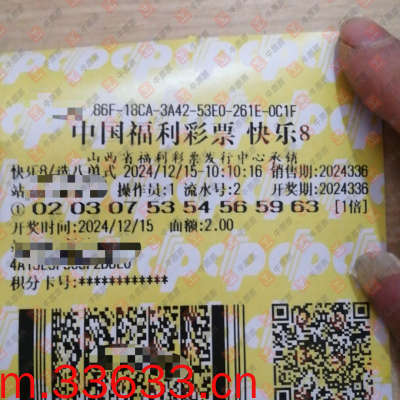 86F-18CA-3A42-53E0-261E-0C1F
中国福利彩票 快乐8
山西省福利彩票发行中心承销
快乐8/选八单式 2024/12/15-10:10:16 销售期:2024336
站 操作员:1 流水号:2 开奖期:2024336
① 02 03 07 53 54 56 59 63 [1倍]
开奖时间:2024/12/15 面额:2.00
积分卡号:************
m.33633.cn